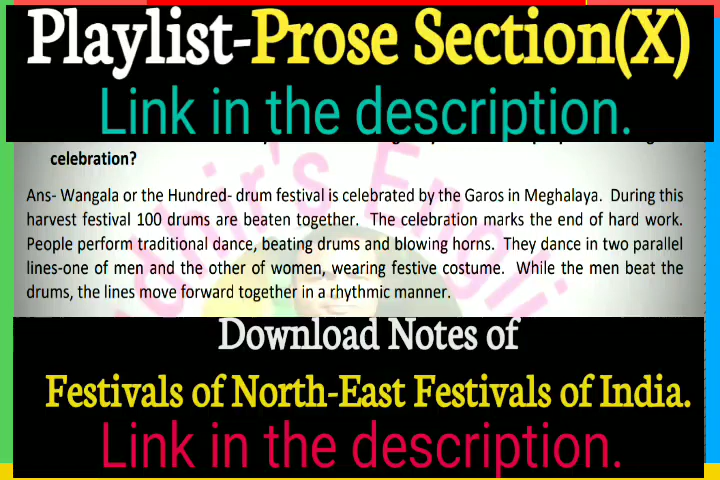 Playlist-Prose Section(X)
Link in the description.
celebration?
Ans- Wangala or the Hundred- drum festival is celebrated by the Garos in Meghalaya. During this
harvest festival 100 drums are beaten together. The celebration marks the end of hard work.
People perform traditional dance, beating drums and blowing horns. They dance in two parallel
lines-one of men and the other of women, wearing festive costume. While the men beat the
drums, the lines move forward together in a rhythmic manner.
Download Notes of
Festivals of North-East Festivals of India.
Link in the description.